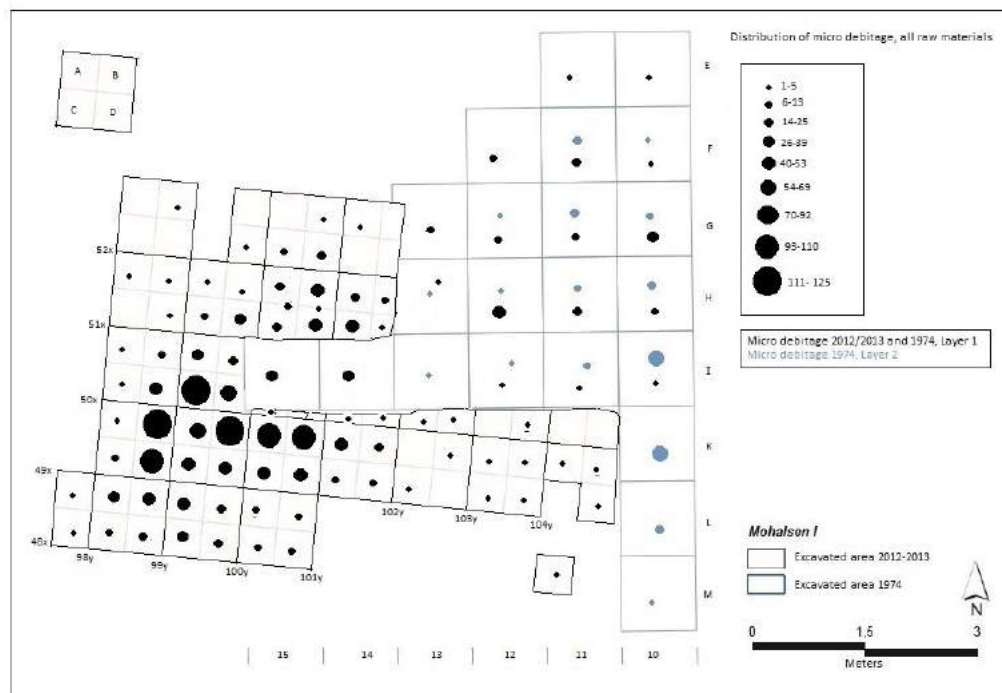 Distribution of micro debitage, all raw materials
A B
C D
E
F
G
H
I
K
L
M
1-5
6-13
14-25
26-39
40-53
54-69
70-92
93-110
111- 125
Micro debitage 2012/2013 and 1974, Layer 1
Micro debitage 1974, Layer 2
52x
51x
50x
49x
48x
98y
99y
100y
101y
102y
103y
104y
Mohalsen I
Excavated area 2012-2013
Excavated area 1974
N
0 1,5 3
Meters
15 14 13 12 11 10